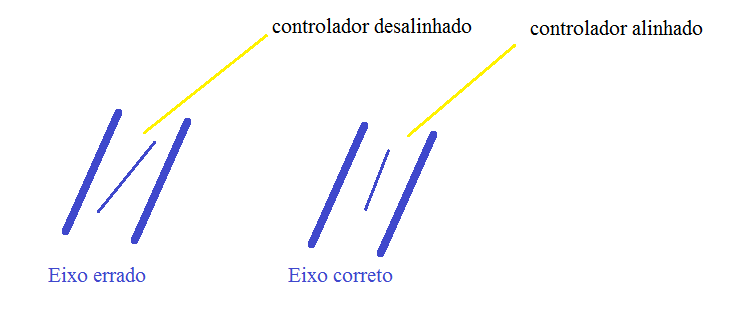 controlador desalinhado
controlador alinhado
Eixo errado
Eixo correto